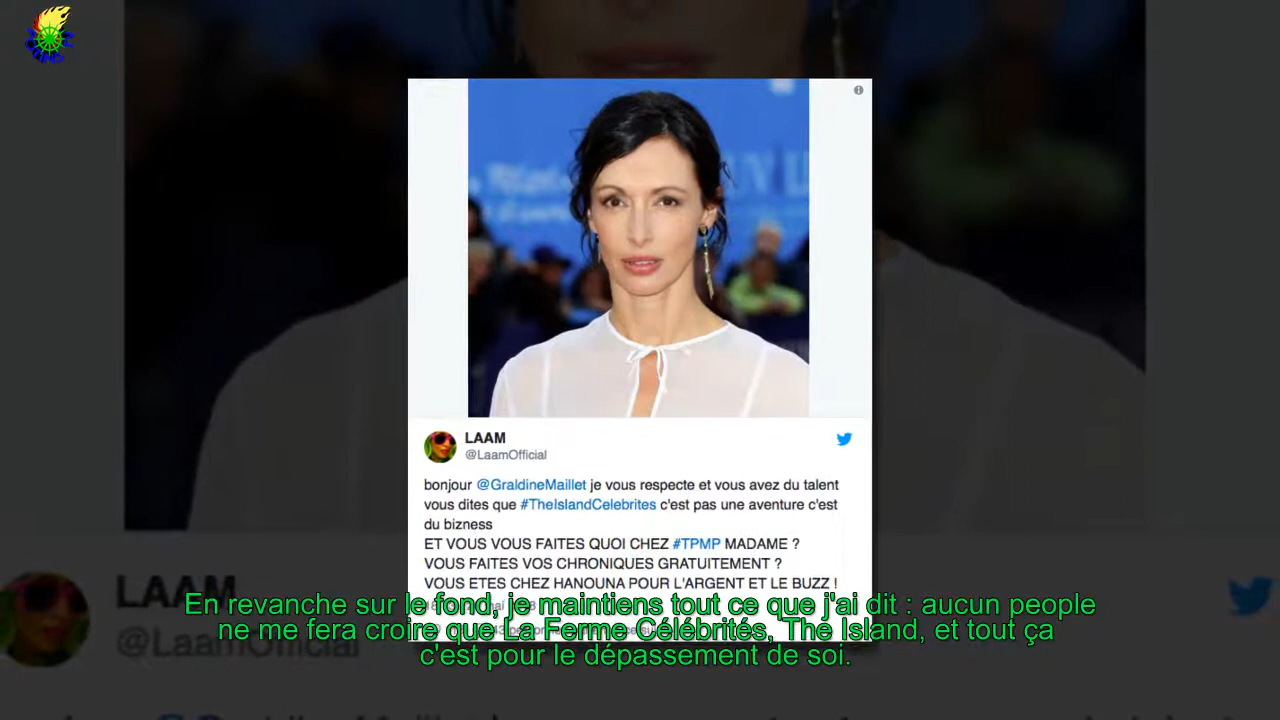 LAAM
@LaamOfficial
bonjour @GraldineMaillet je vous respecte et vous avez du talent
vous dites que #TheIslandCelebrites c'est pas une aventure c'est
du bizness
ET VOUS VOUS FAITES QUOI CHEZ #TPMP MADAME ?
VOUS FAITES VOS CHRONIQUES GRATUITEMENT ?
VOUS ETES CHEZ HANOUNA POUR L'ARGENT ET LE BUZZ !
En revanche sur le fond, je maintiens tout ce que j'ai dit : aucun people
ne me fera croire que La Ferme Célébrités, The Island, et tout ça
c'est pour le dépassement de soi.
LAAM
@LaamOfficial